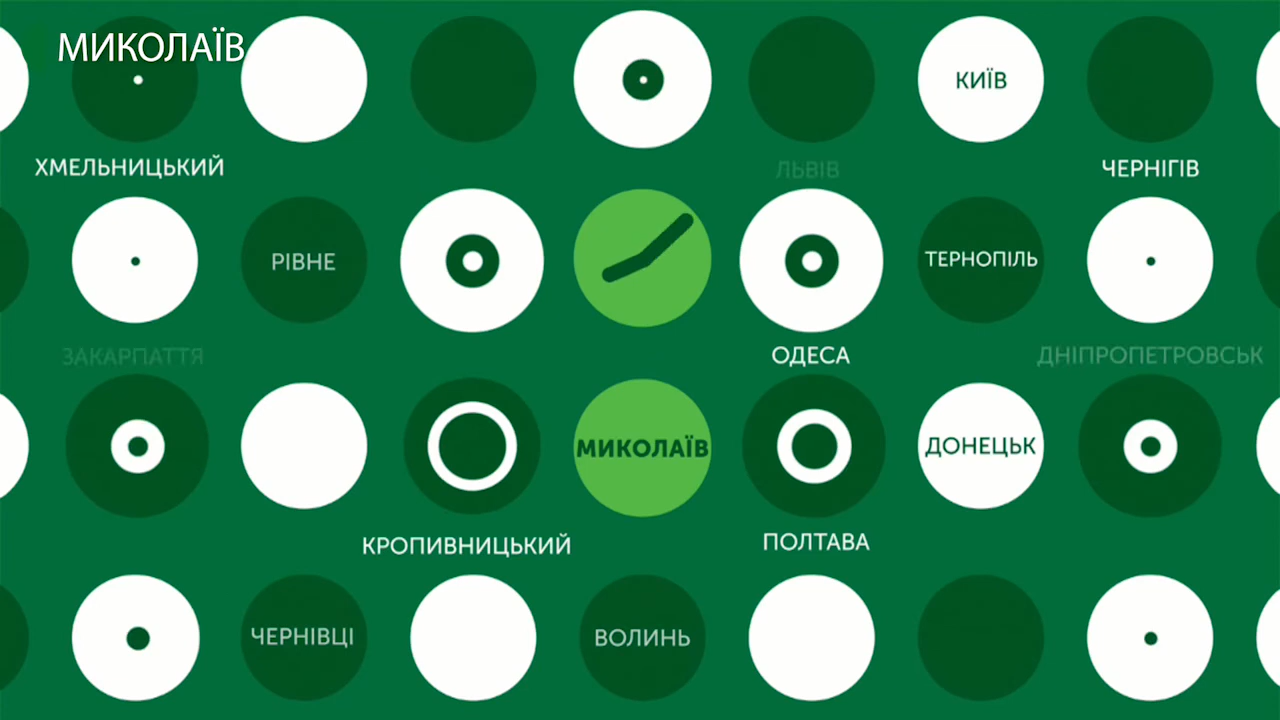 МИКОЛАЇВ
КИЇВ
ХМЕЛЬНИЦЬКИЙ
ЛЬВІВ
ЧЕРНІГІВ
РІВНЕ
ТЕРНОПІЛЬ
ЗАКАРПАТТЯ
ОДЕСА
ДНІПРОПЕТРОВСЬК
МИКОЛАЇВ
ДОНЕЦЬК
КРОПИВНИЦЬКИЙ
ПОЛТАВА
ЧЕРНІВЦІ
ВОЛИНЬ